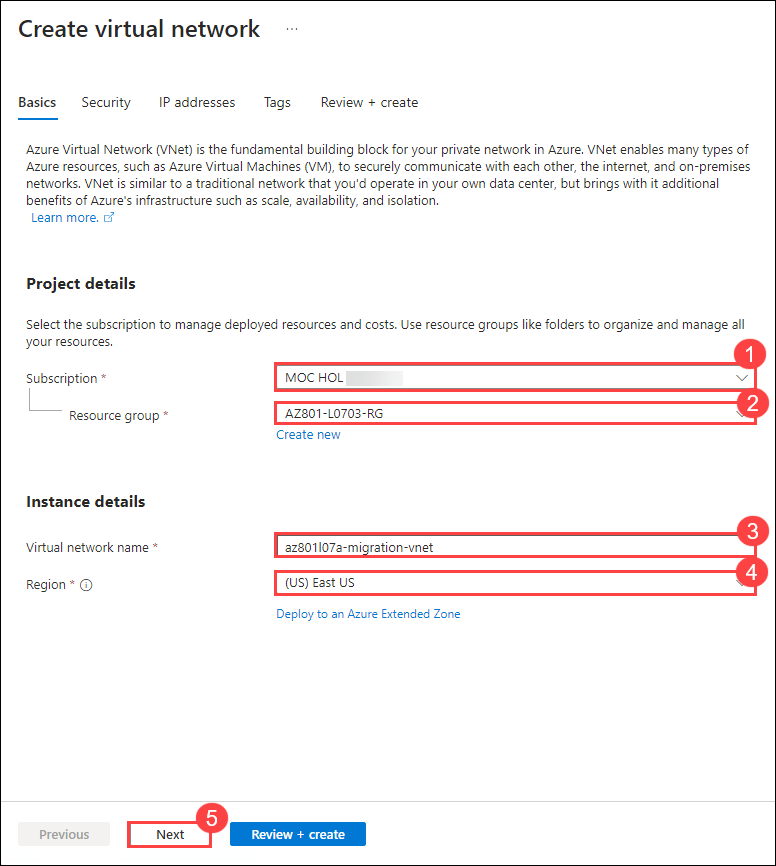 Create virtual network ...
Basics Security IP addresses Tags Review + create
Azure Virtual Network (VNet) is the fundamental building block for your private network in Azure. VNet enables many types of
Azure resources, such as Azure Virtual Machines (VM), to securely communicate with each other, the internet, and on-premises
networks. VNet is similar to a traditional network that you'd operate in your own data center, but brings with it additional
benefits of Azure's infrastructure such as scale, availability, and isolation.
Learn more.
Project details
Select the subscription to manage deployed resources and costs. Use resource groups like folders to organize and manage all
your resources.
1
Subscription * MOC HOL
2
Resource group * AZ801-L0703-RG
Create new
Instance details
3
Virtual network name * az801l07a-migration-vnet
4
Region * (US) East US
Deploy to an Azure Extended Zone
5
Previous Next Review + create